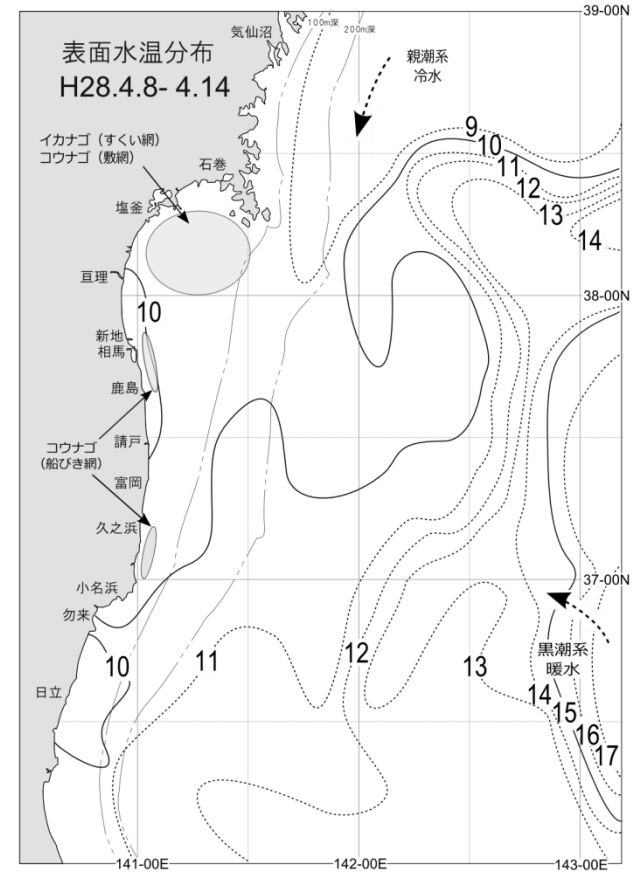 39-00N
気仙沼
100m深
200m深
表面水温分布
H28.4.8- 4.14
親潮系
冷水
イカナゴ（すくい網）
コウナゴ（敷網）
9
10
11
12
13
14
石巻
塩釜
亘理
38-00N
10
新地
相馬
鹿島
コウナゴ
（船びき網）
請戸
富岡
久之浜
37-00N
小名浜
勿来
10
11
12
13
黒潮系
暖水
14
15
16
17
日立
141-00E
142-00E
143-00E